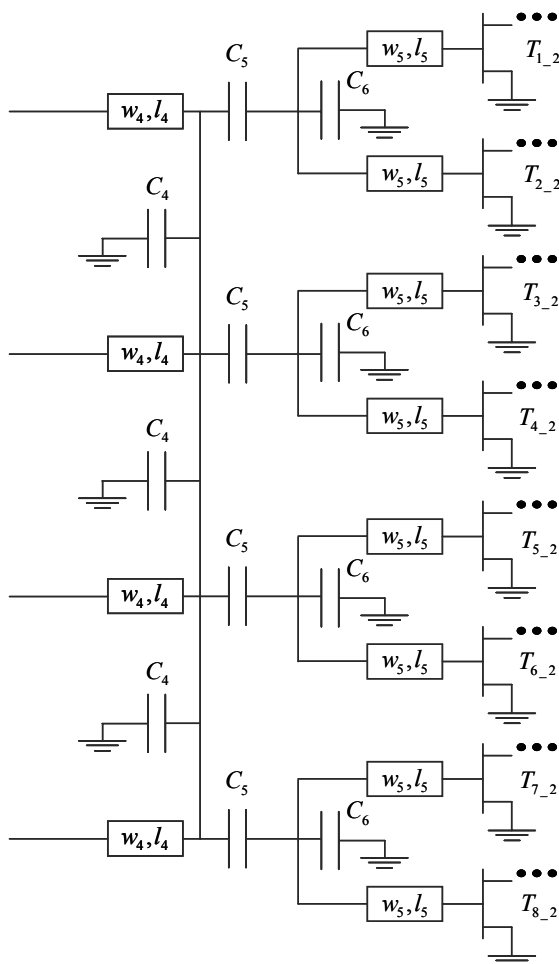 w₅,l₅
T₁_₂
C₅
C₆
w₄,l₄
w₅,l₅
T₂_₂
C₄
w₅,l₅
T₃_₂
C₅
C₆
w₄,l₄
w₅,l₅
T₄_₂
C₄
w₅,l₅
T₅_₂
C₅
C₆
w₄,l₄
w₅,l₅
T₆_₂
C₄
w₅,l₅
T₇_₂
C₅
C₆
w₄,l₄
w₅,l₅
T₈_₂